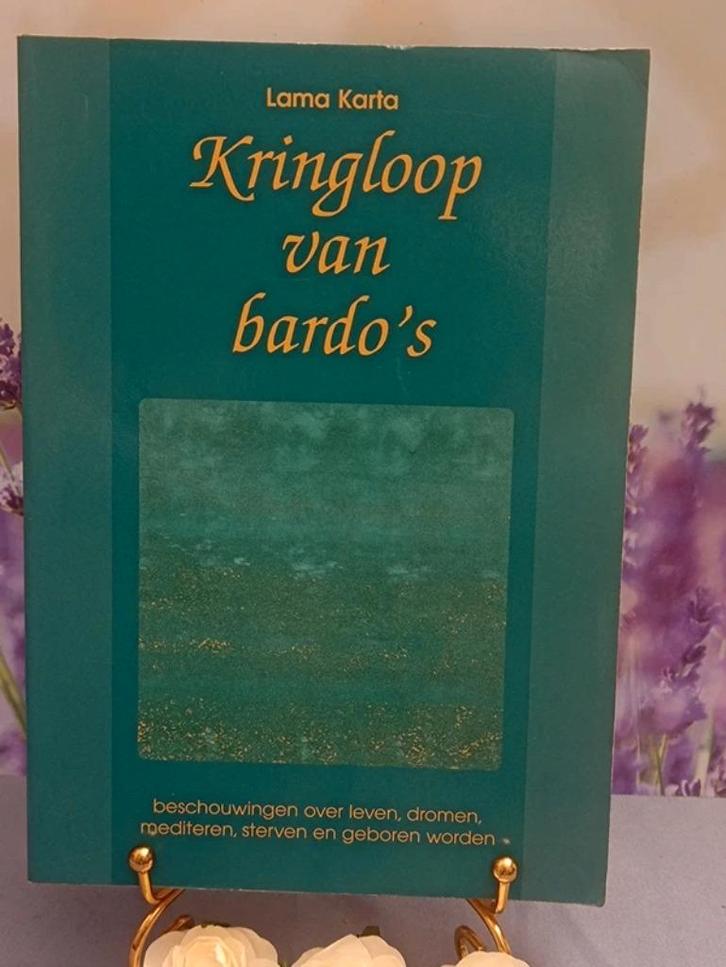 Lama Karta
Kringloop
van
bardo's
beschouwingen over leven, dromen,
mediteren, sterven en geboren worden